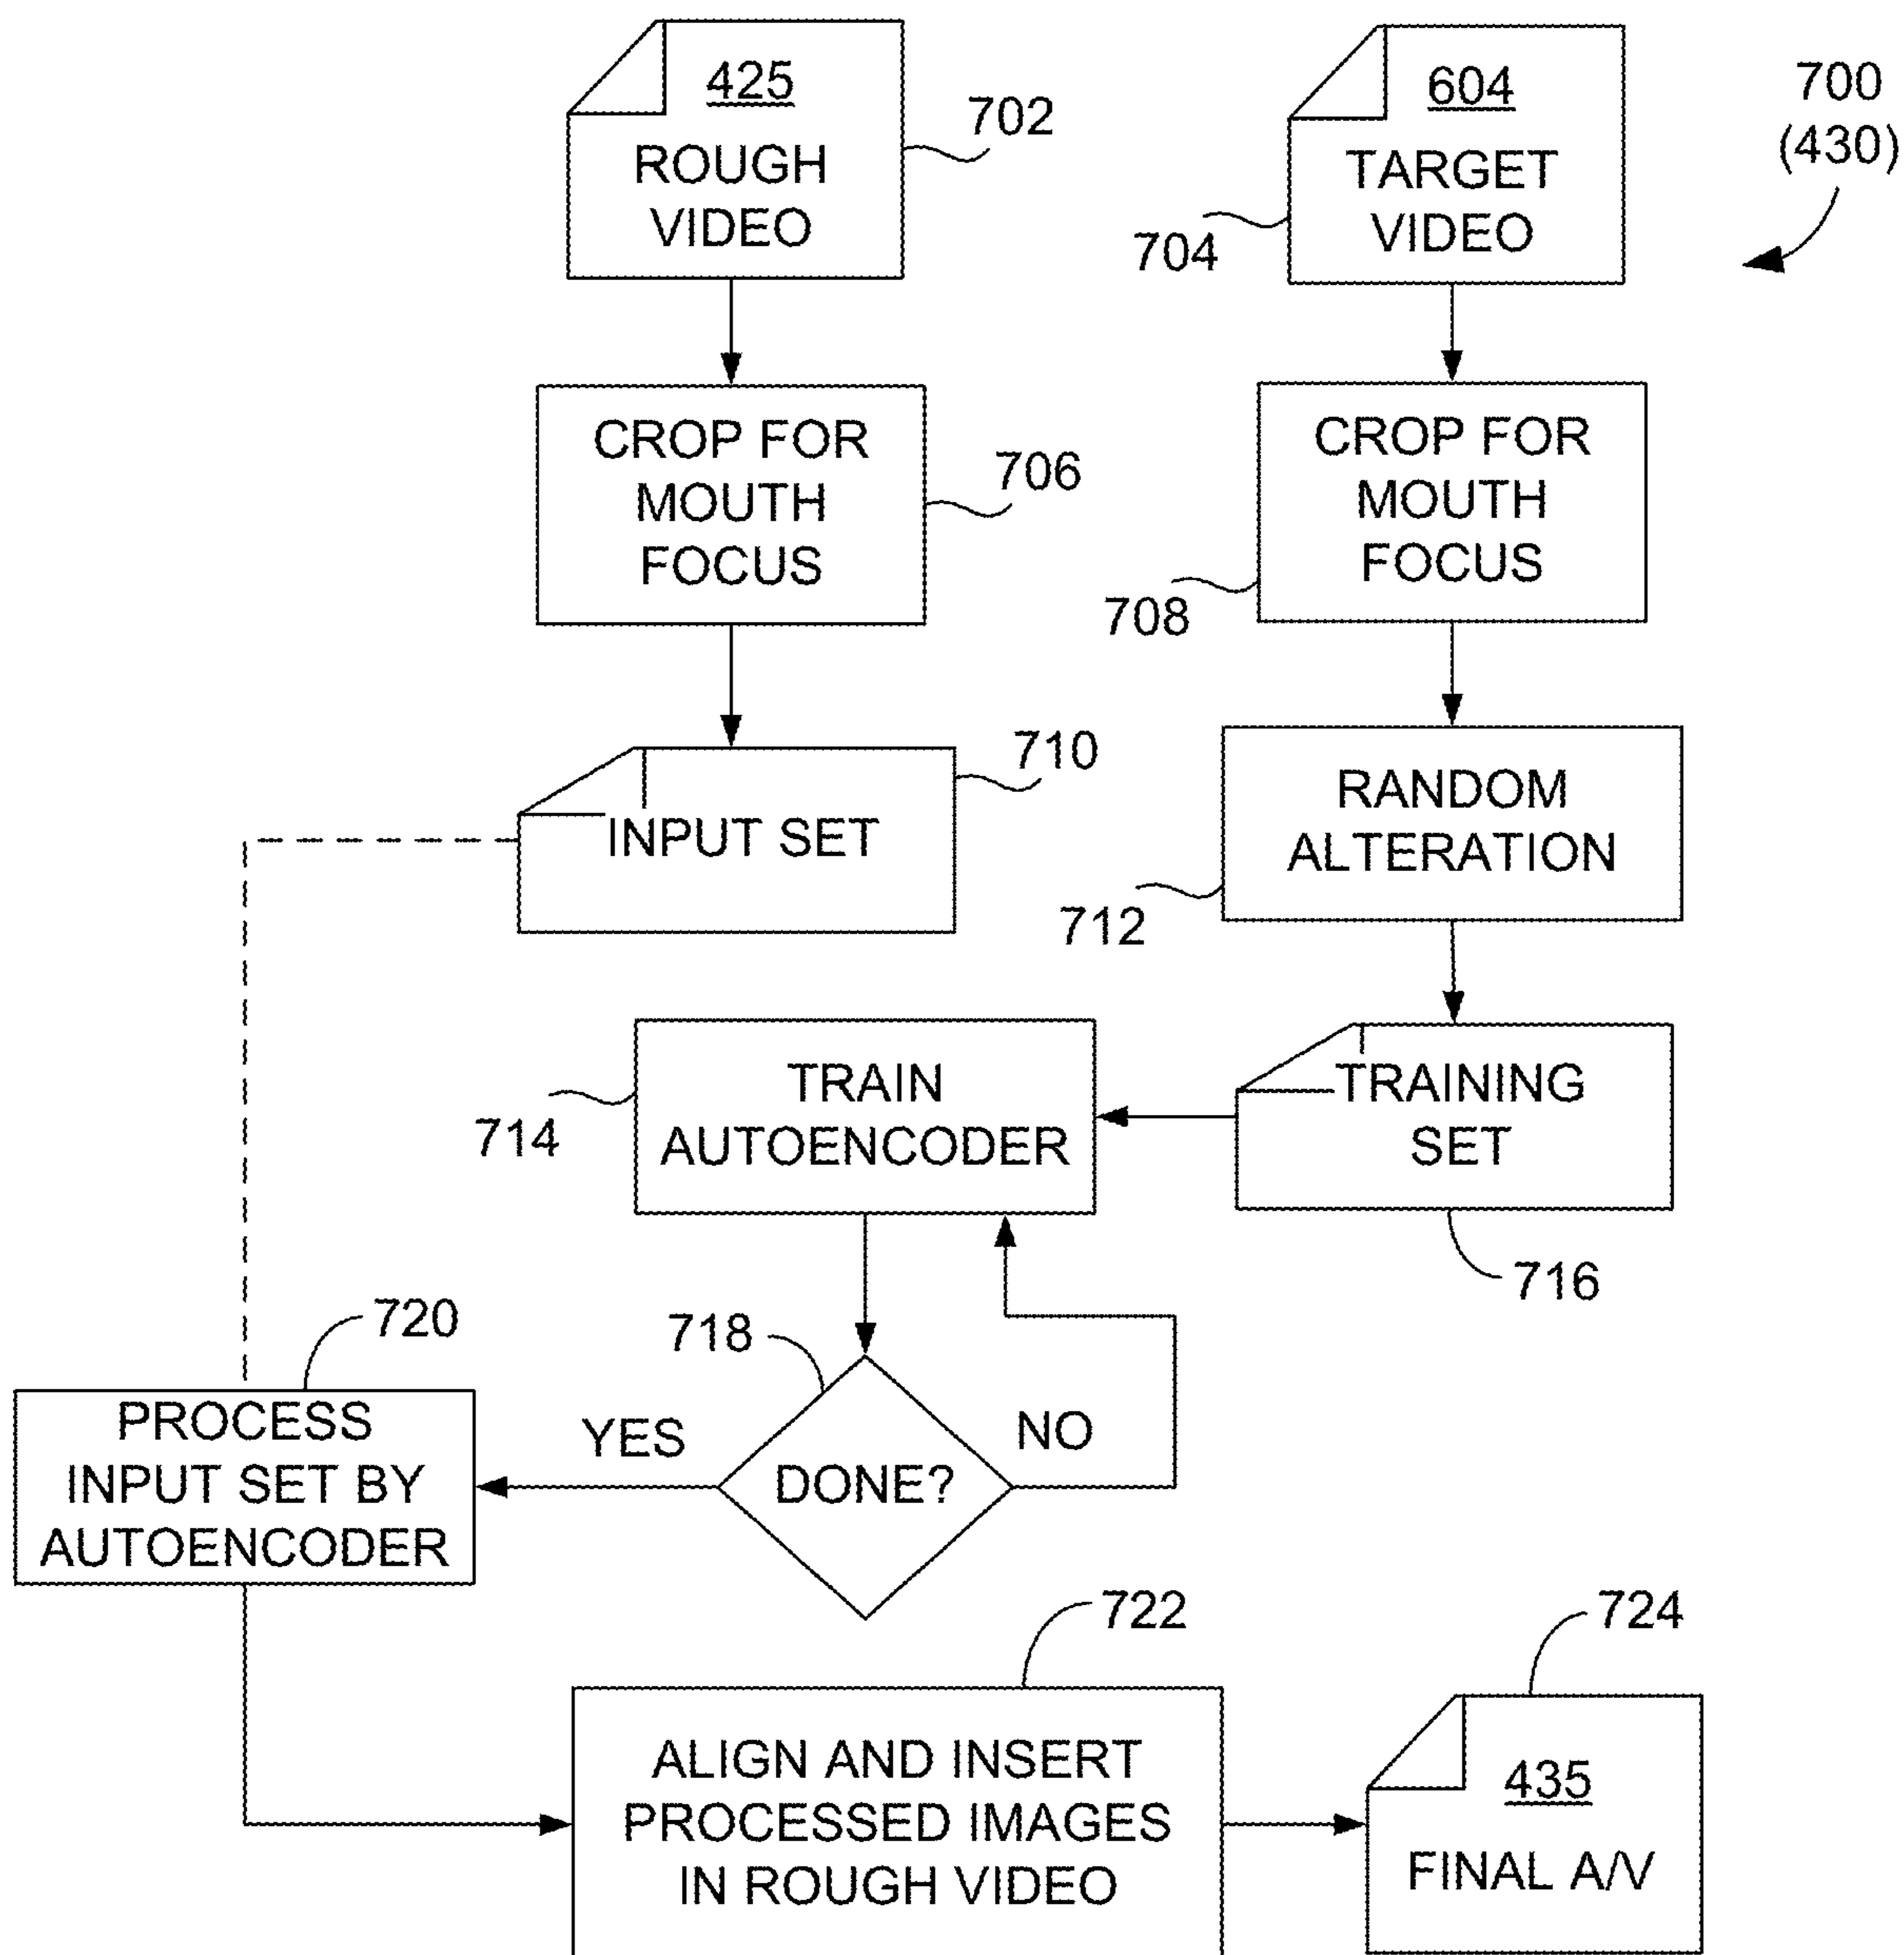 425
ROUGH
VIDEO
702
604
TARGET
VIDEO
704
700
(430)
CROP FOR
MOUTH
FOCUS
706
CROP FOR
MOUTH
FOCUS
708
INPUT SET
710
RANDOM
ALTERATION
712
TRAIN
AUTOENCODER
714
TRAINING
SET
716
720
PROCESS
INPUT SET BY
AUTOENCODER
YES
718
DONE?
NO
722
ALIGN AND INSERT
PROCESSED IMAGES
IN ROUGH VIDEO
724
435
FINAL A/V